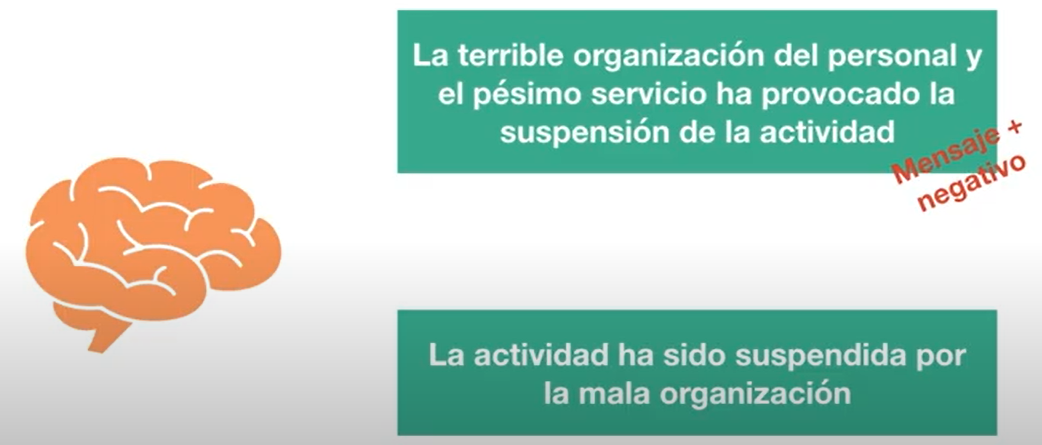 La terrible organización del personal y
el pésimo servicio ha provocado la
suspensión de la actividad
Mensaje +
negativo
La actividad ha sido suspendida por
la mala organización